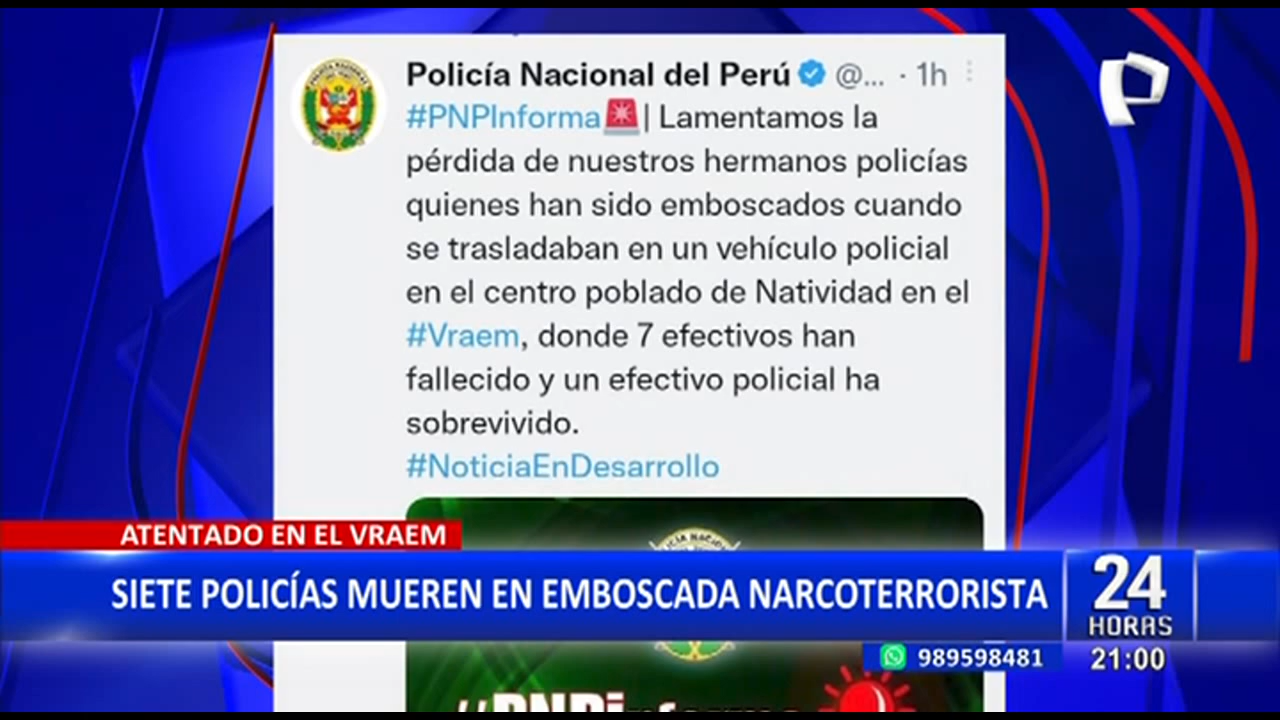 Policía Nacional del Perú @... · 1h
#PNPInforma | Lamentamos la
pérdida de nuestros hermanos policías
quienes han sido emboscados cuando
se trasladaban en un vehículo policial
en el centro poblado de Natividad en el
#Vraem, donde 7 efectivos han
fallecido y un efectivo policial ha
sobrevivido.
#NoticiaEnDesarrollo
ATENTADO EN EL VRAEM
SIETE POLICÍAS MUEREN EN EMBOSCADA NARCOTERRORISTA
24
HORAS
989598481
21:00
#PNPinforma